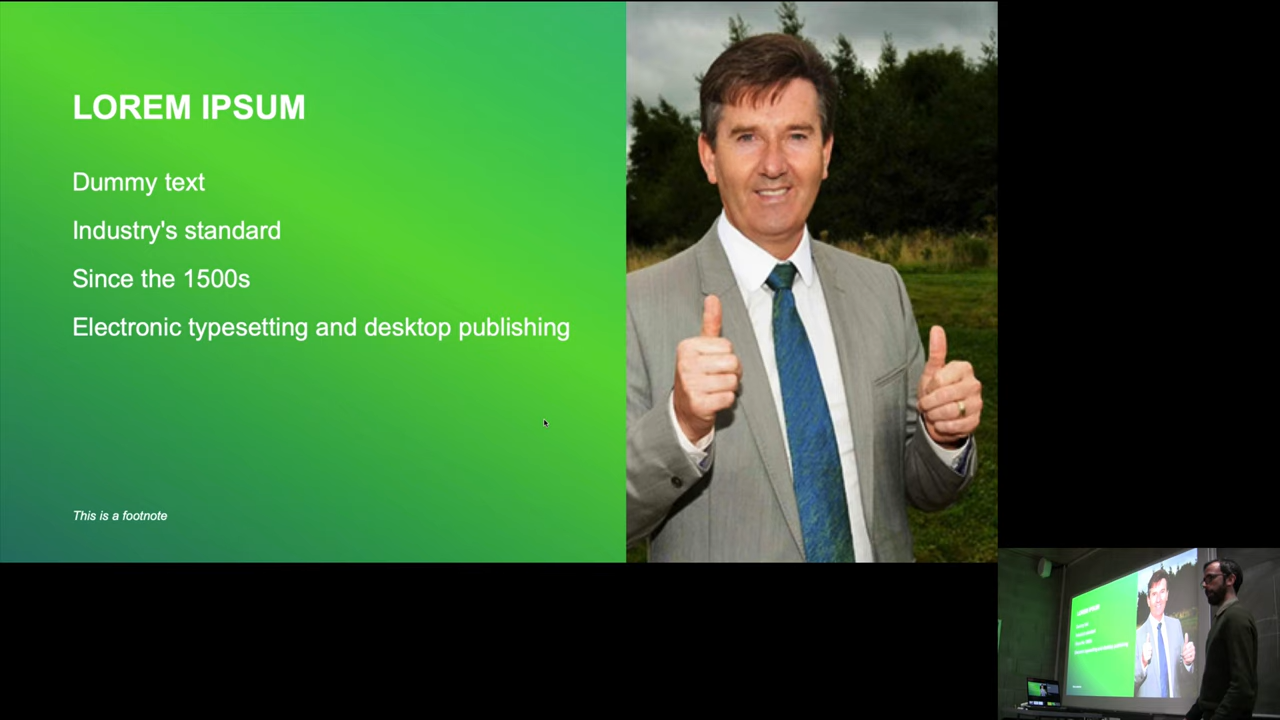 LOREM IPSUM
Dummy text
Industry's standard
Since the 1500s
Electronic typesetting and desktop publishing
This is a footnote